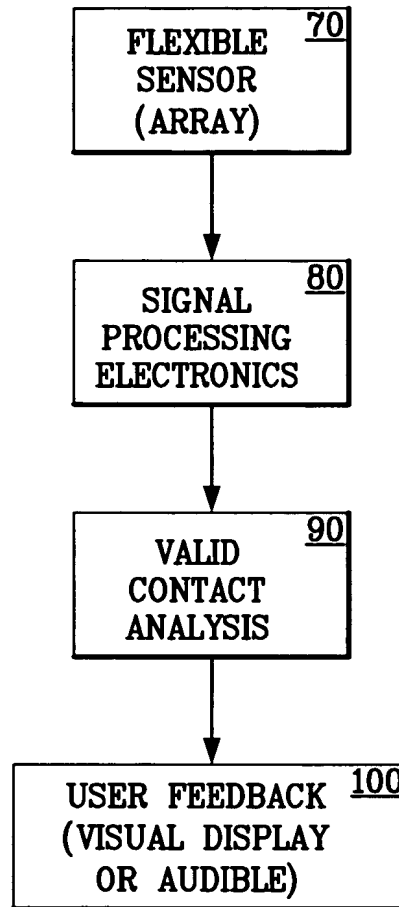 70
FLEXIBLE
SENSOR
(ARRAY)
80
SIGNAL
PROCESSING
ELECTRONICS
90
VALID
CONTACT
ANALYSIS
100
USER FEEDBACK
(VISUAL DISPLAY
OR AUDIBLE)